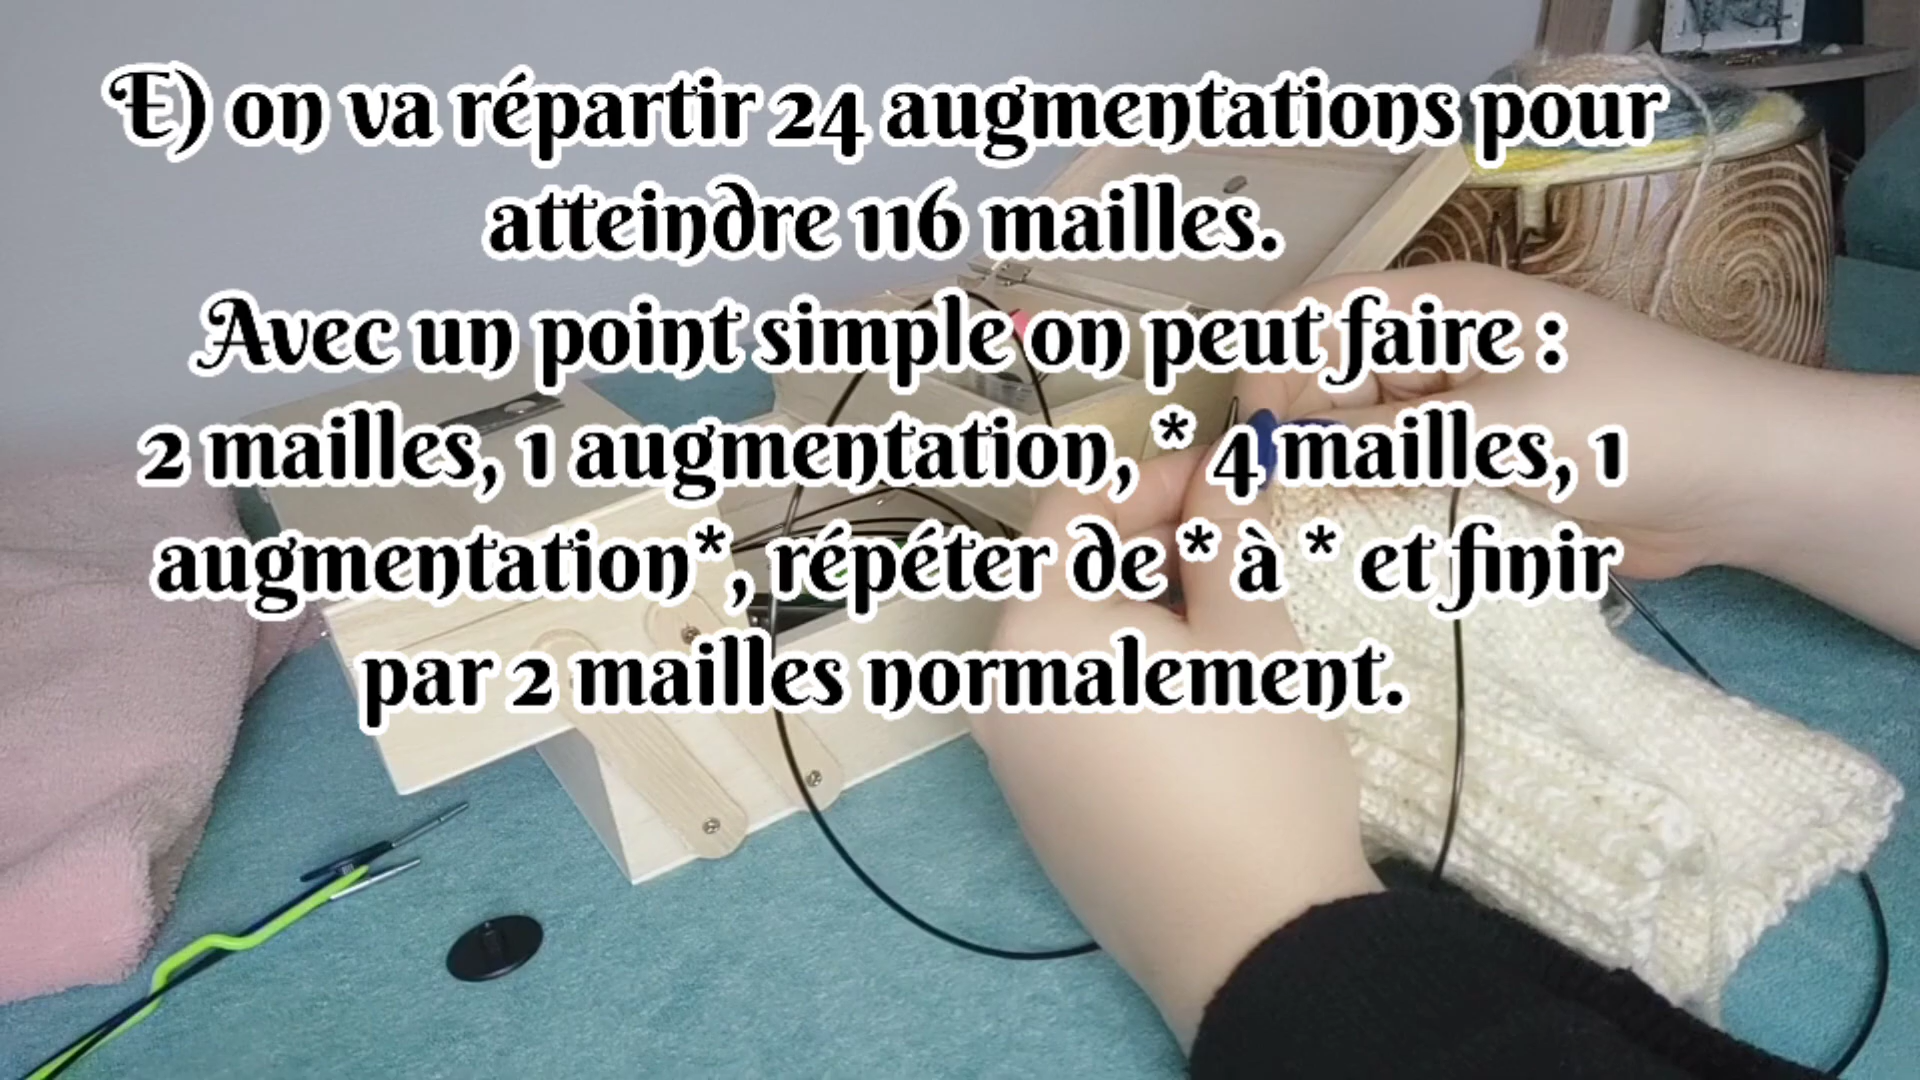 E) on va répartir 24 augmentations pour
atteindre 116 mailles.
Avec un point simple on peut faire :
2 mailles, 1 augmentation, * 4 mailles, 1
augmentation*, répéter de * à * et finir
par 2 mailles normalement.